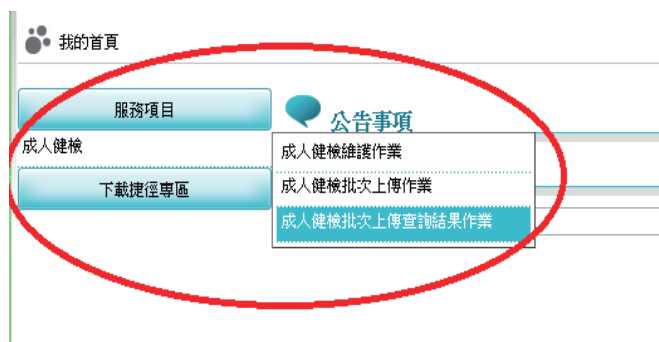 我的首頁
服務項目
公告事項
成人健檢
成人健檢維護作業
下載捷徑專區
成人健檢批次上傳作業
成人健檢批次上傳查詢結果作業